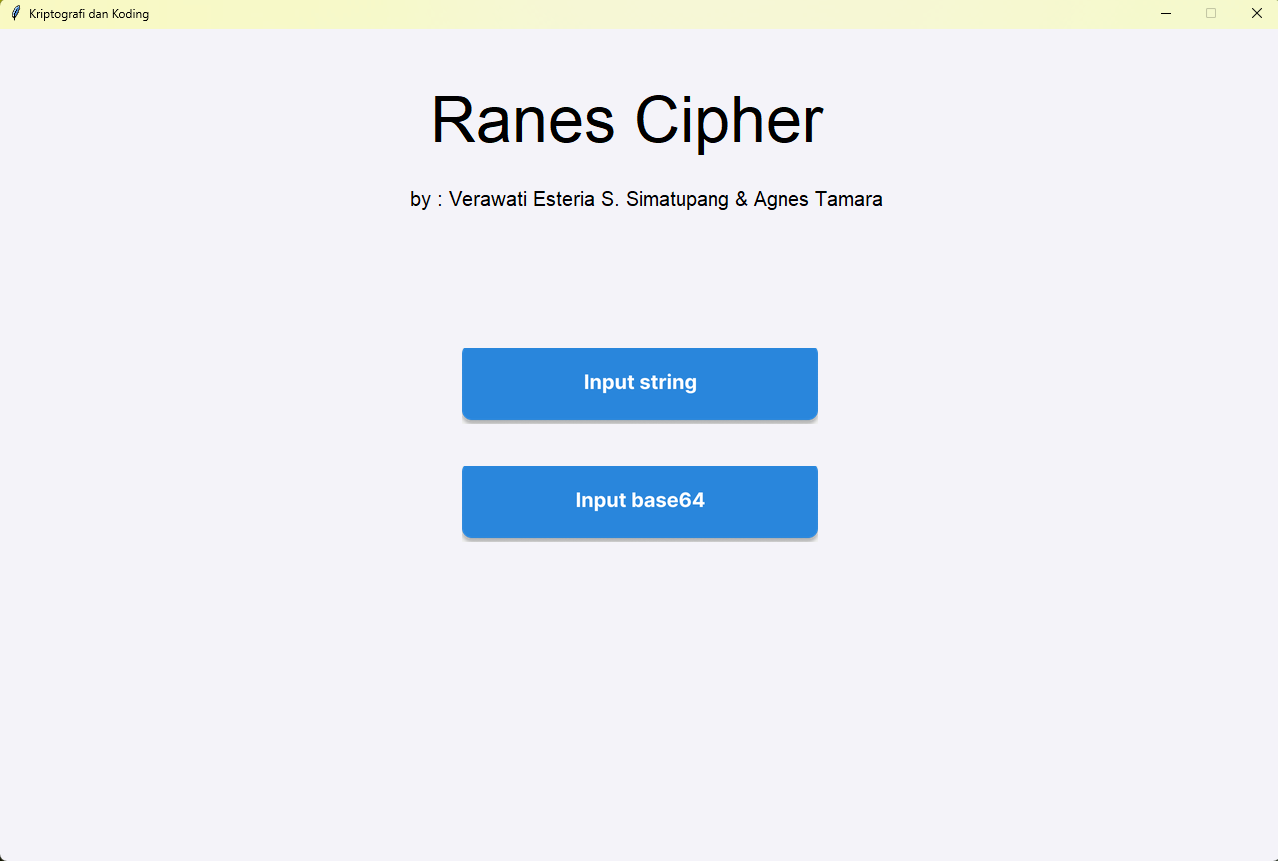 Kriptografi dan Koding
Ranes Cipher
by : Verawati Esteria S. Simatupang & Agnes Tamara
Input string
Input base64